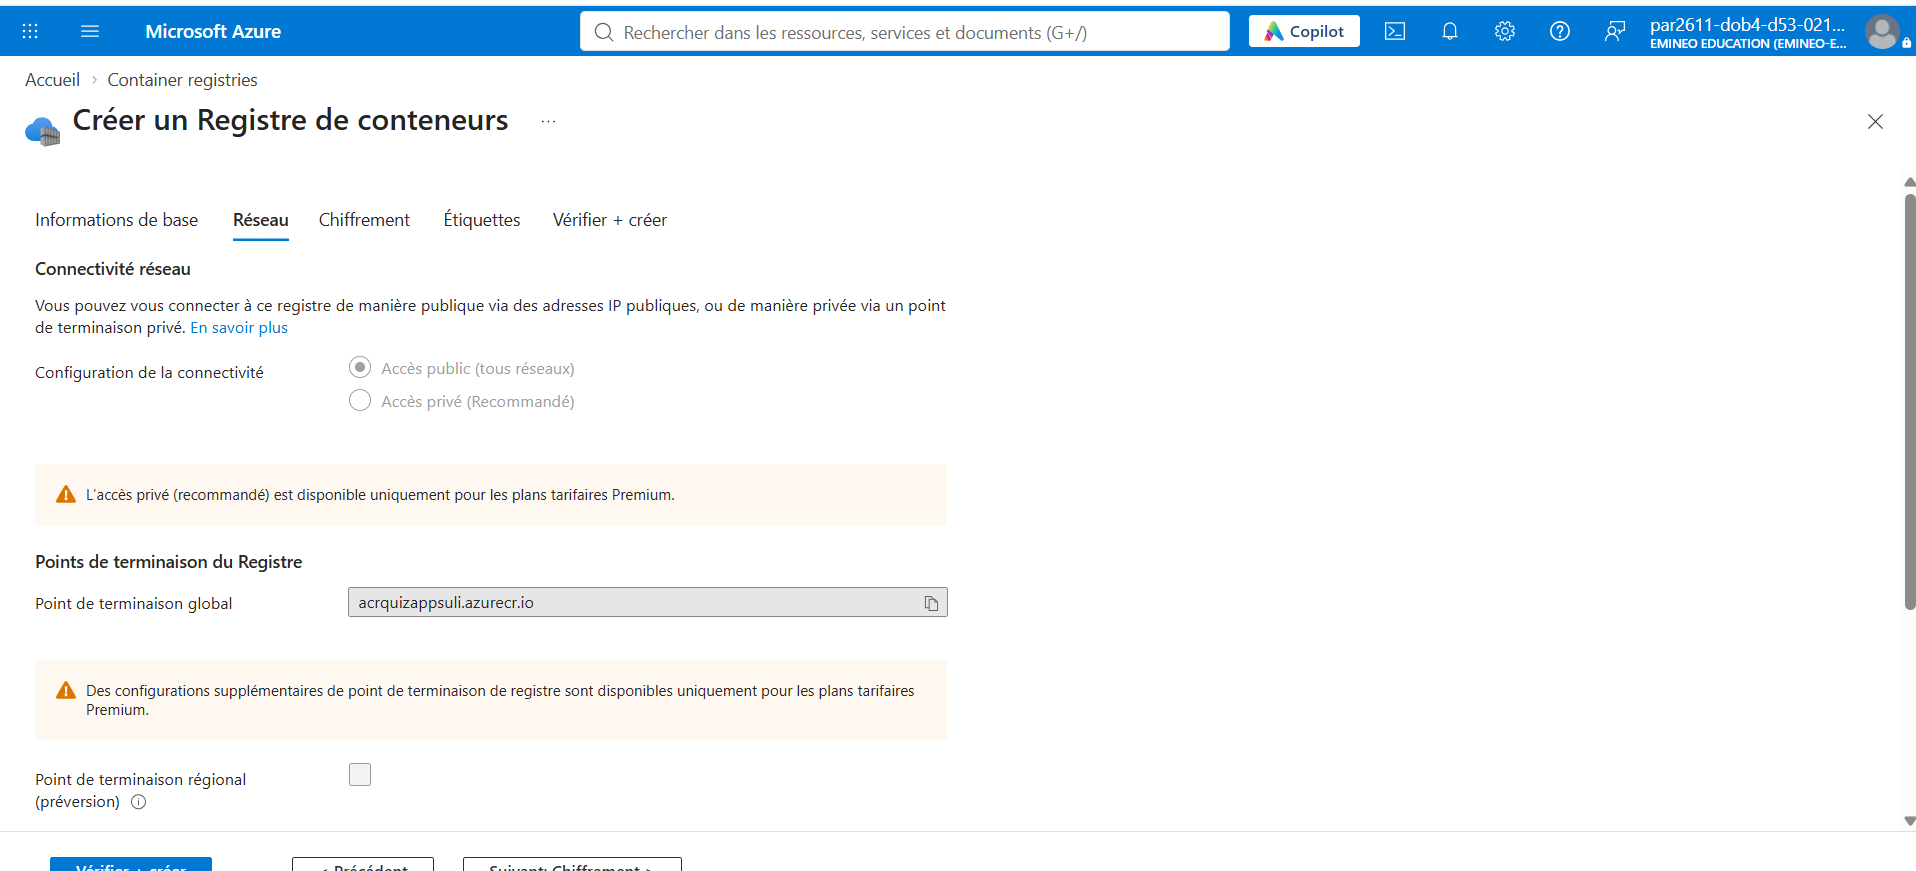 Microsoft Azure
Rechercher dans les ressources, services et documents (G+/)
Copilot
par2611-dob4-d53-021...
EMINEO EDUCATION (EMINEO-E...
Accueil > Container registries
Créer un Registre de conteneurs ...
Informations de base
Réseau
Chiffrement
Étiquettes
Vérifier + créer
Connectivité réseau
Vous pouvez vous connecter à ce registre de manière publique via des adresses IP publiques, ou de manière privée via un point
de terminaison privé. En savoir plus
Configuration de la connectivité
Accès public (tous réseaux)
Accès privé (Recommandé)
L'accès privé (recommandé) est disponible uniquement pour les plans tarifaires Premium.
Points de terminaison du Registre
Point de terminaison global
acrquizappsuli.azurecr.io
Des configurations supplémentaires de point de terminaison de registre sont disponibles uniquement pour les plans tarifaires
Premium.
Point de terminaison régional
(préversion)
Vérifier + créer
< Précédent
Suivant: Chiffrement >